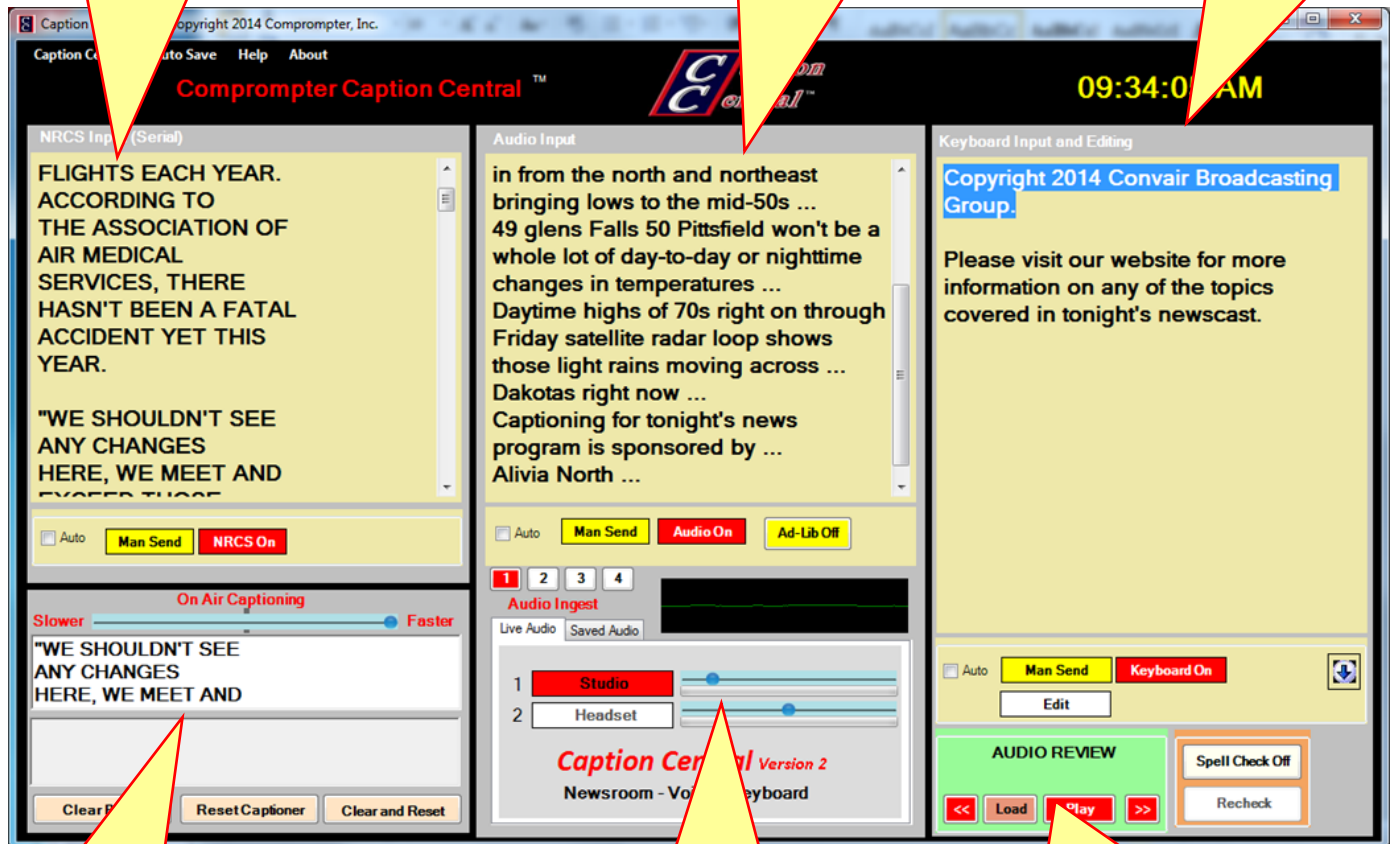 Caption opyright 2014 Comprompter, Inc.
Caption Ce uto Save Help About
Comprompter Caption Central ™
09:34:0 AM
NRCS Inp (Serial)
FLIGHTS EACH YEAR.
ACCORDING TO
THE ASSOCIATION OF
AIR MEDICAL
SERVICES, THERE
HASN'T BEEN A FATAL
ACCIDENT YET THIS
YEAR.
"WE SHOULDN'T SEE
ANY CHANGES
HERE, WE MEET AND
EXCEED THOSE
Auto Man Send NRCS On
On Air Captioning
Slower Faster
"WE SHOULDN'T SEE
ANY CHANGES
HERE, WE MEET AND
Clear Reset Captioner Clear and Reset
Audio Input
in from the north and northeast
bringing lows to the mid-50s ...
49 glens Falls 50 Pittsfield won't be a
whole lot of day-to-day or nighttime
changes in temperatures ...
Daytime highs of 70s right on through
Friday satellite radar loop shows
those light rains moving across ...
Dakotas right now ...
Captioning for tonight's news
program is sponsored by ...
Alivia North ...
Auto Man Send Audio On Ad-Lib Off
1 2 3 4
Audio Ingest
Live Audio Saved Audio
1 Studio
2 Headset
Caption Cen l Version 2
Newsroom - Voi eyboard
Keyboard Input and Editing
Copyright 2014 Convair Broadcasting
Group.
Please visit our website for more
information on any of the topics
covered in tonight's newscast.
Auto Man Send Keyboard On
Edit
AUDIO REVIEW
<< Load Play >>
Spell Check Off
Recheck